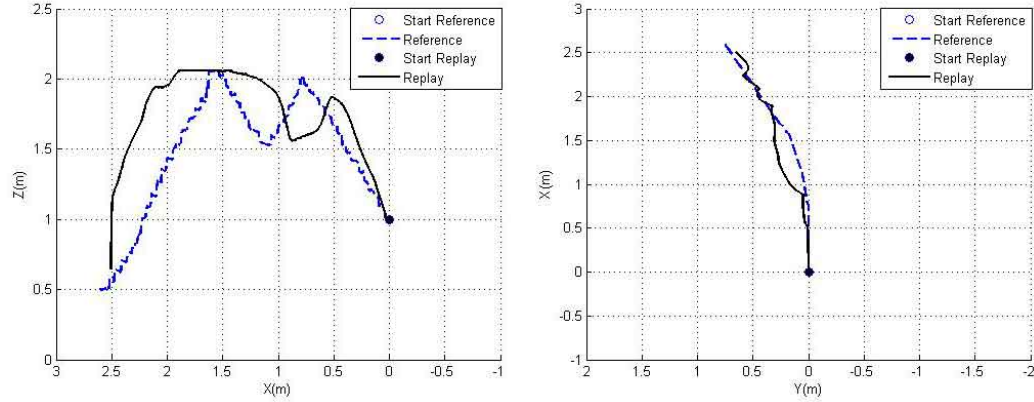 Start Reference
Reference
Start Replay
Replay
2.5
2
1.5
1
0.5
0
Z(m)
3 2.5 2 1.5 1 0.5 0 -0.5 -1
X(m)
Start Reference
Reference
Start Replay
Replay
3
2.5
2
1.5
1
0.5
0
-0.5
-1
X(m)
2 1.5 1 0.5 0 -0.5 -1 -1.5 -2
Y(m)